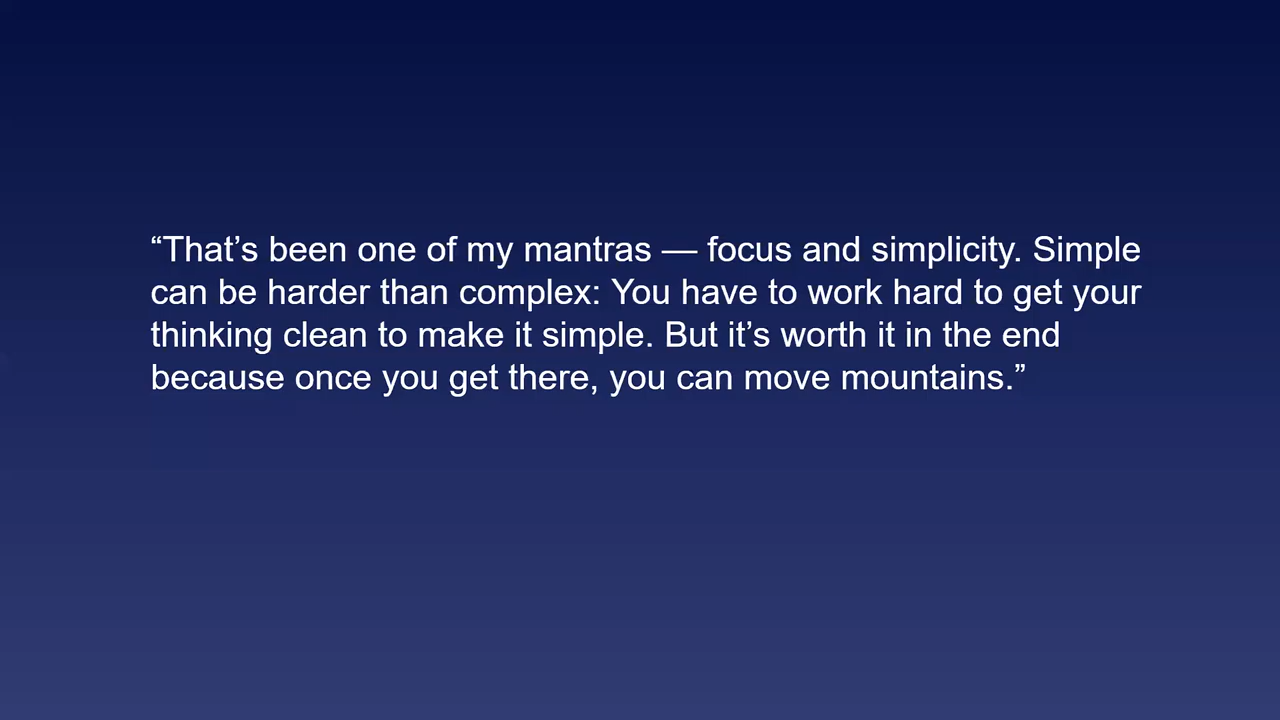 “That’s been one of my mantras — focus and simplicity. Simple
can be harder than complex: You have to work hard to get your
thinking clean to make it simple. But it’s worth it in the end
because once you get there, you can move mountains.”